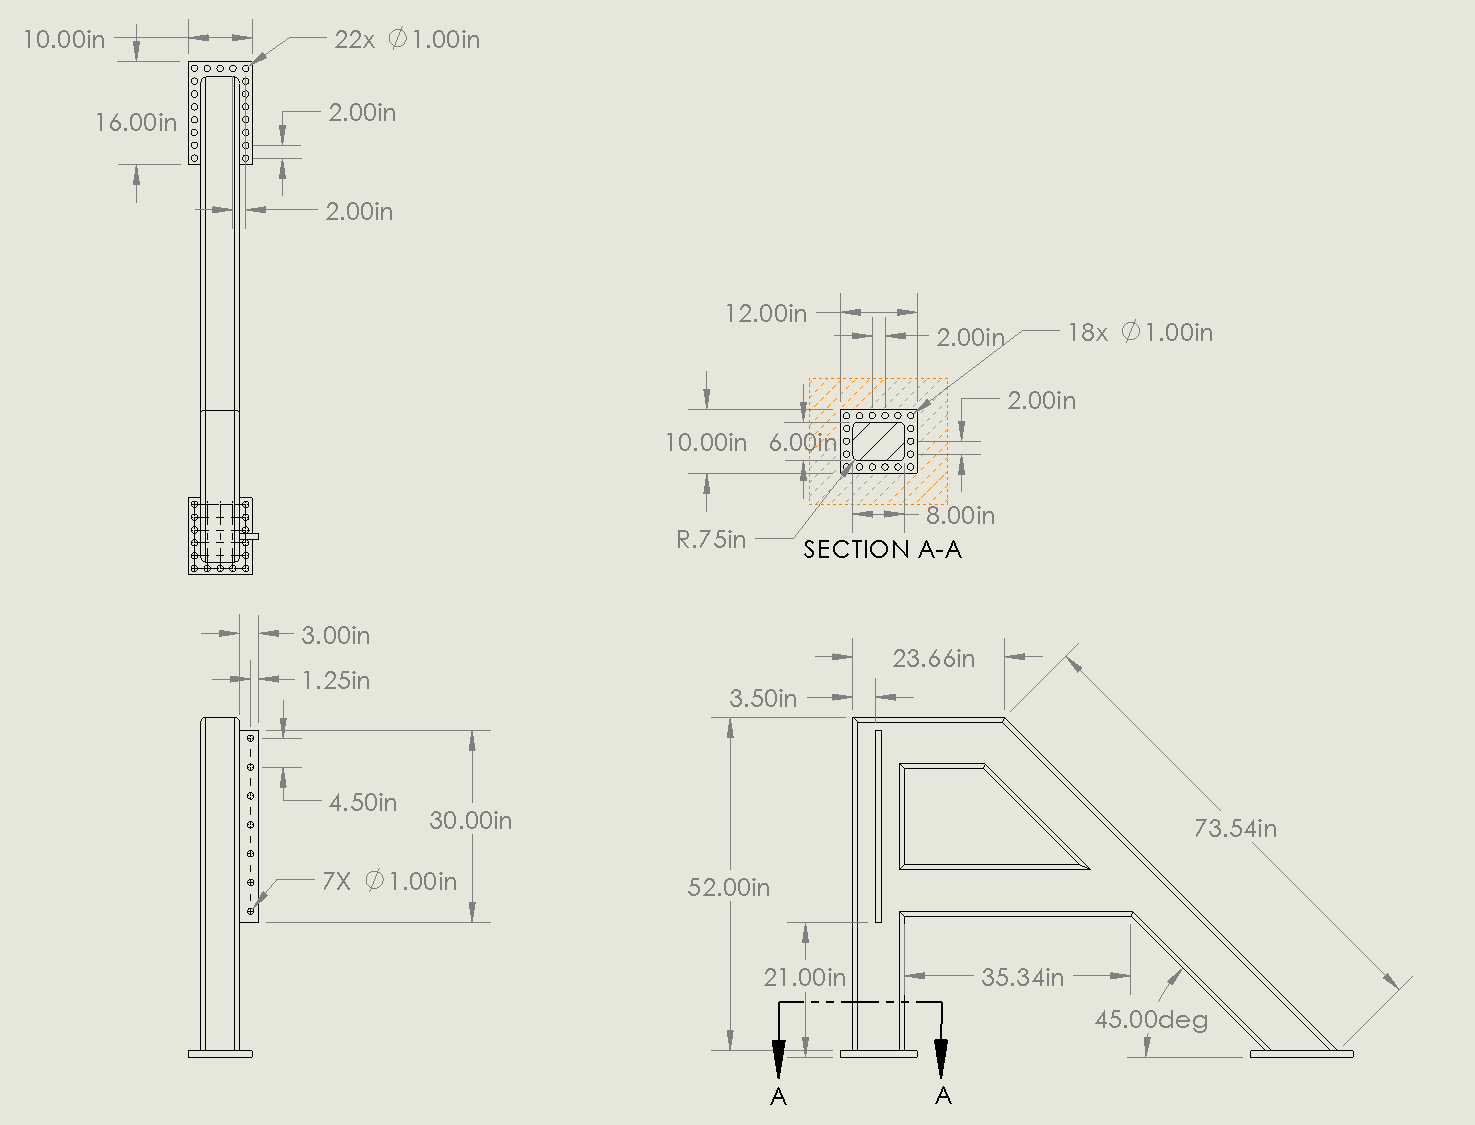 10.00in
22x ∅1.00in
16.00in
2.00in
2.00in
12.00in
2.00in
18x ∅1.00in
2.00in
10.00in
6.00in
8.00in
R.75in
SECTION A-A
3.00in
1.25in
4.50in
30.00in
7X ∅1.00in
23.66in
3.50in
73.54in
52.00in
21.00in
35.34in
45.00deg
A
A